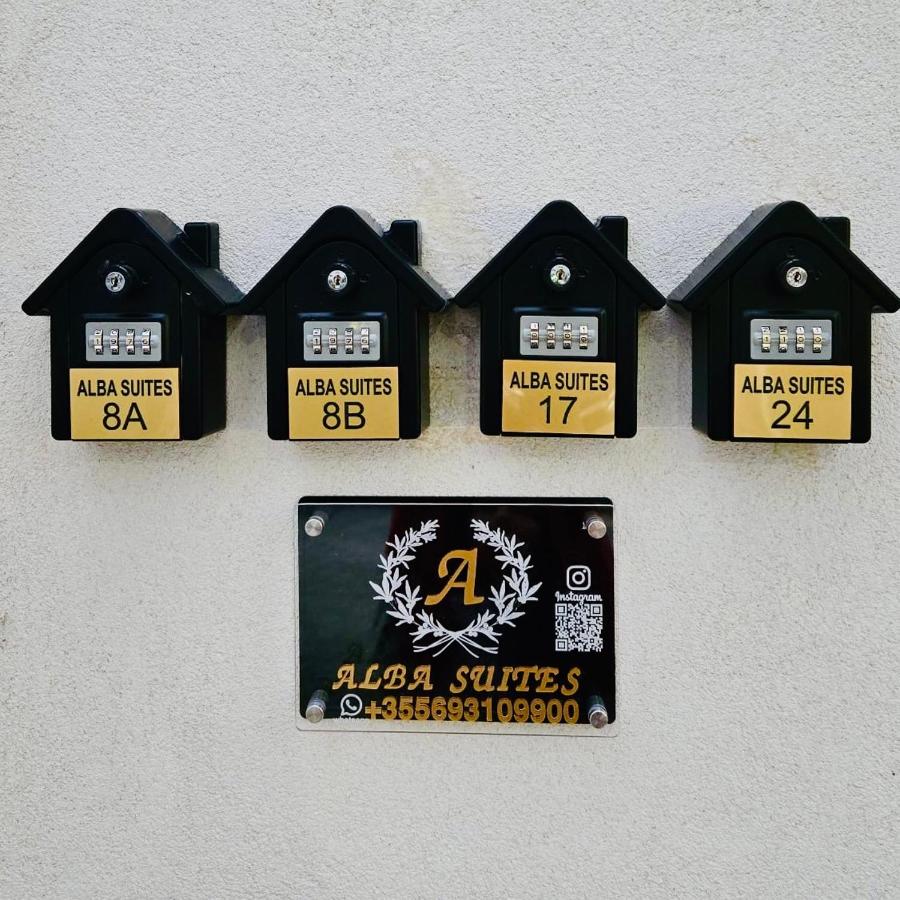 ALBA SUITES
8A
ALBA SUITES
8B
ALBA SUITES
17
ALBA SUITES
24
A
Instagram
ALBA SUITES
+355693109900